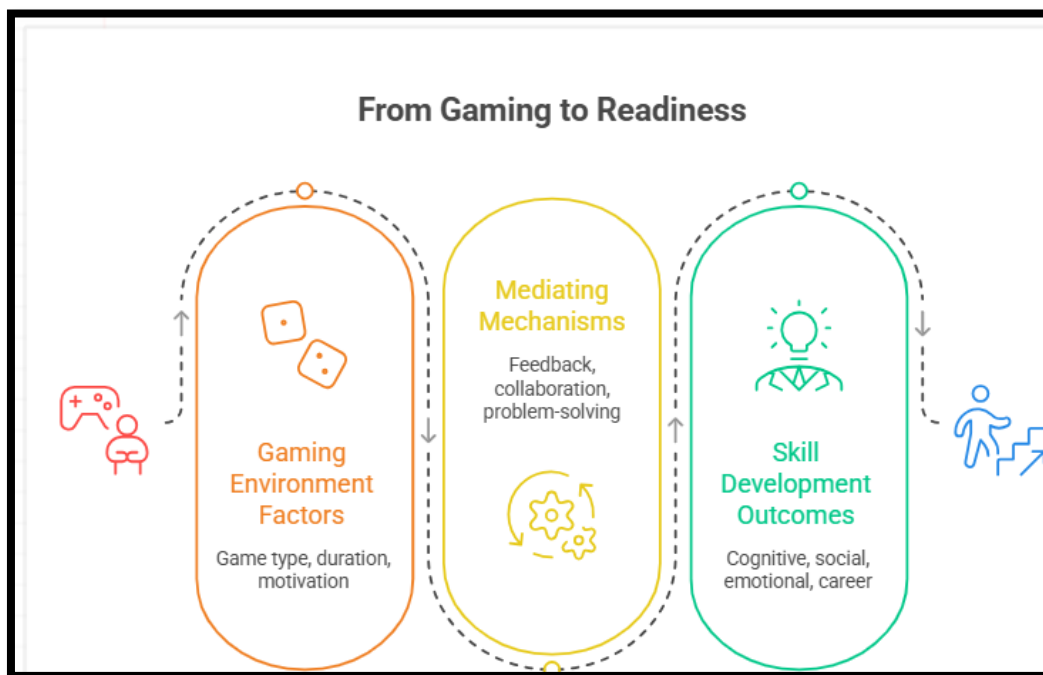 From Gaming to Readiness
Gaming
Environment
Factors
Game type, duration,
motivation
Mediating
Mechanisms
Feedback,
collaboration,
problem-solving
Skill
Development
Outcomes
Cognitive, social,
emotional, career